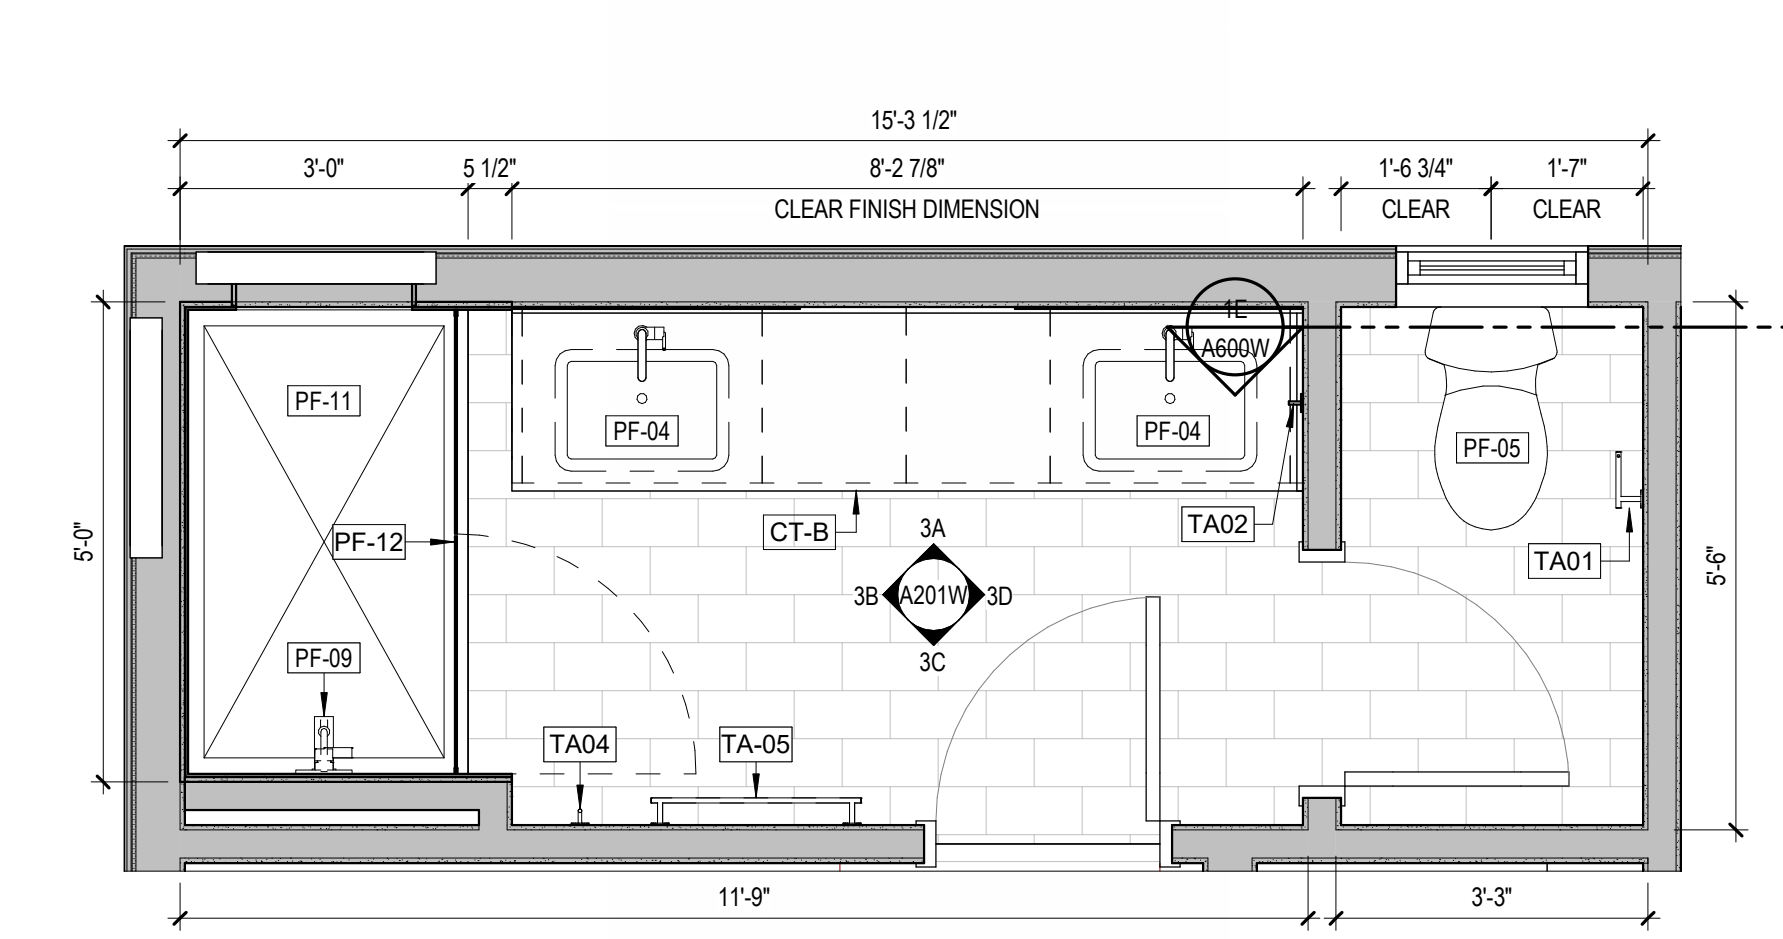 15'-3 1/2"
3'-0"
5 1/2"
8'-2 7/8"
1'-6 3/4"
1'-7"
CLEAR FINISH DIMENSION
CLEAR
CLEAR
1E
A600W
PF-11
PF-04
PF-04
PF-05
PF-12
CT-B
TA02
TA01
5'-0"
5'-6"
3A
3B
A201W
3D
3C
PF-09
TA04
TA-05
11'-9"
3'-3"